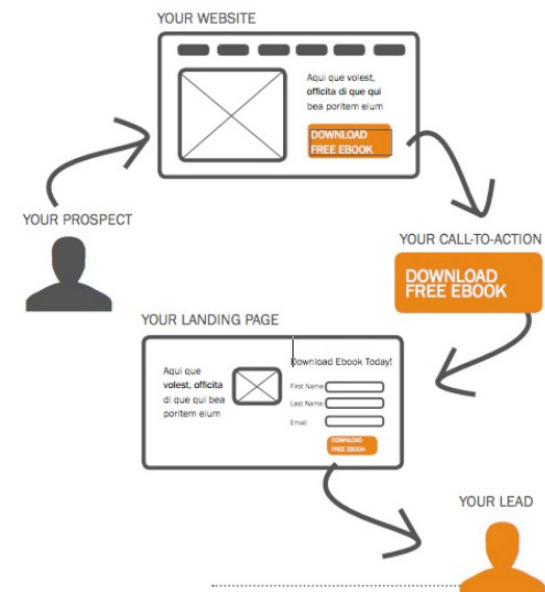 YOUR WEBSITE
Aqui que volest,
officita di que qui
bea poritem eium
DOWNLOAD
FREE EBOOK
YOUR PROSPECT
YOUR CALL-TO-ACTION
DOWNLOAD
FREE EBOOK
YOUR LANDING PAGE
Aqui que
volest, officita
di que qui bea
poritem eium
Download Ebook Today!
First Name
Last Name
Email
DOWNLOAD
FREE EBOOK
YOUR LEAD